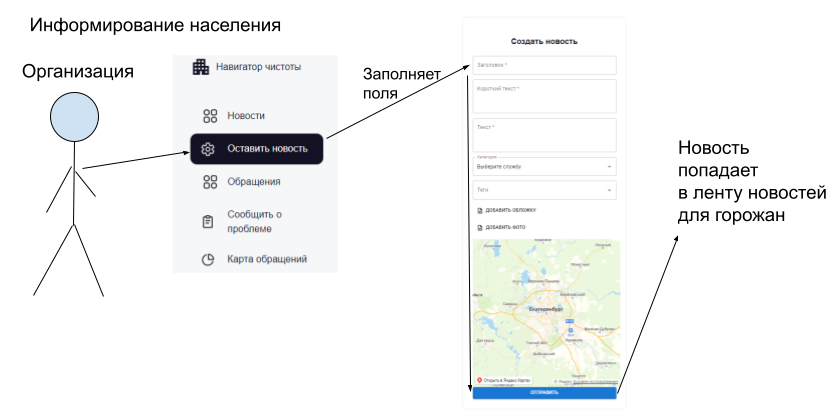 Информирование населения
Организация
Навигатор чистоты
Новости
Оставить новость
Обращения
Сообщить о
проблеме
Карта обращений
Заполняет
поля
Создать новость
Заголовок *
Короткий текст *
Текст *
Категория
Выберите службу
Теги
ДОБАВИТЬ ОБЛОЖКУ
ДОБАВИТЬ ФОТО
Екатеринбург
Открыть в Яндекс Картах
ОТПРАВИТЬ
Новость
попадает
в ленту новостей
для горожан